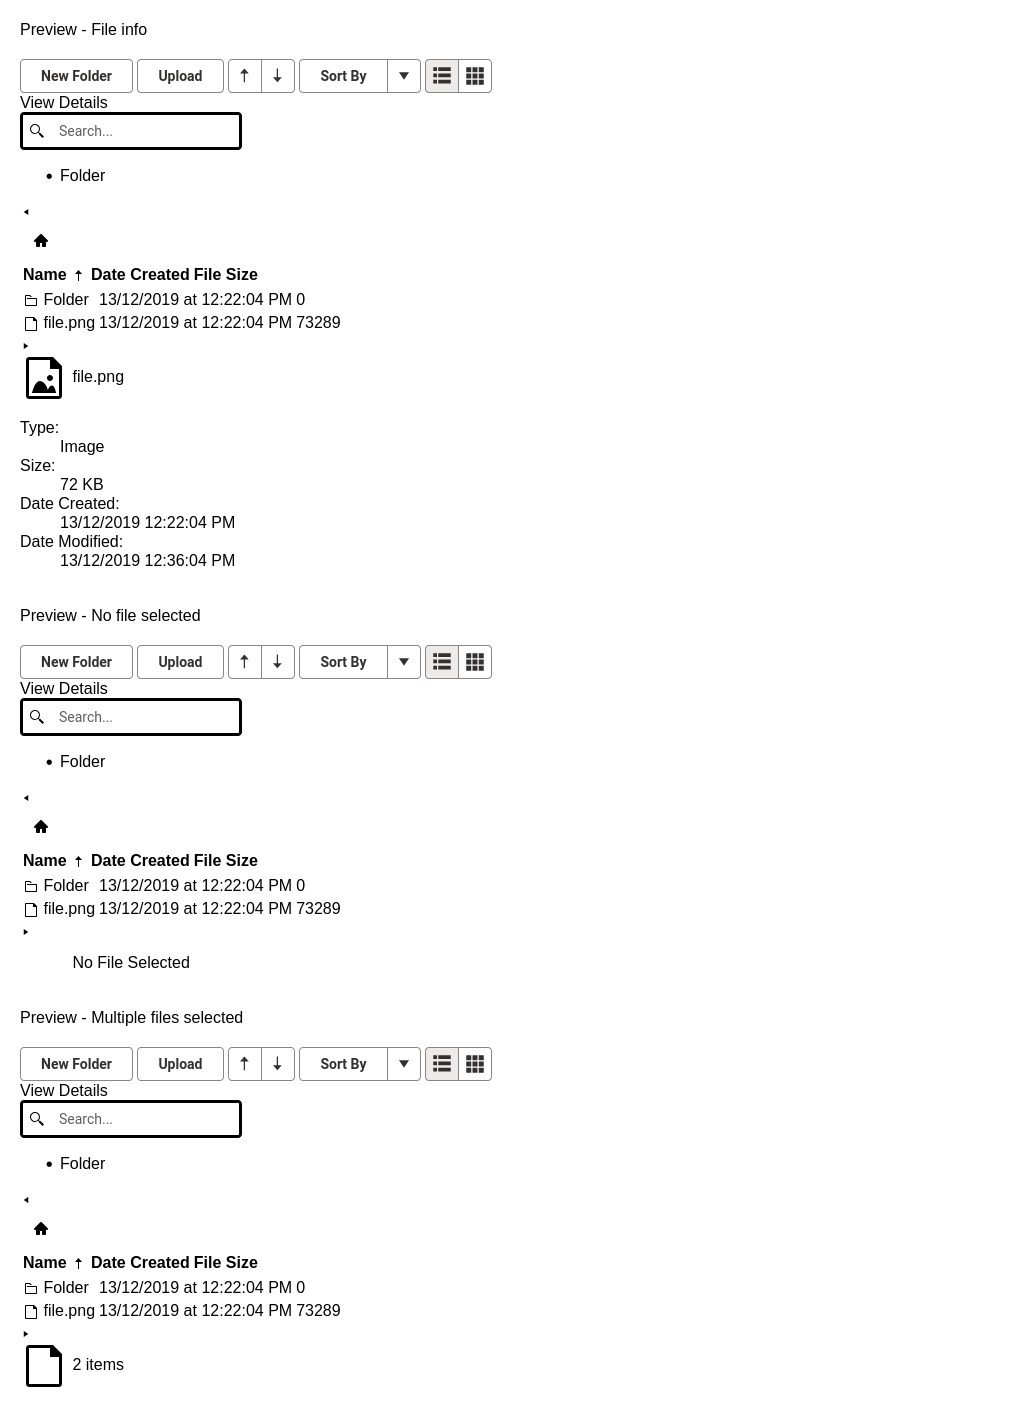 Preview - File info
New Folder Upload Sort By
View Details
Search...
• Folder
Name Date Created File Size
Folder 13/12/2019 at 12:22:04 PM 0
file.png 13/12/2019 at 12:22:04 PM 73289
file.png
Type:
Image
Size:
72 KB
Date Created:
13/12/2019 12:22:04 PM
Date Modified:
13/12/2019 12:36:04 PM
Preview - No file selected
New Folder Upload Sort By
View Details
Search...
• Folder
Name Date Created File Size
Folder 13/12/2019 at 12:22:04 PM 0
file.png 13/12/2019 at 12:22:04 PM 73289
No File Selected
Preview - Multiple files selected
New Folder Upload Sort By
View Details
Search...
• Folder
Name Date Created File Size
Folder 13/12/2019 at 12:22:04 PM 0
file.png 13/12/2019 at 12:22:04 PM 73289
2 items